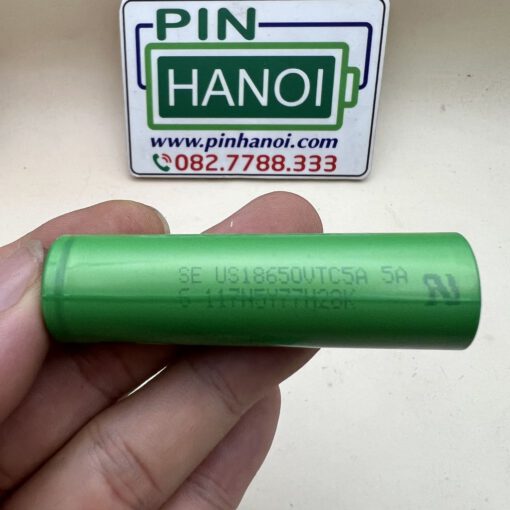 PIN
HANOI
www.pinhanoi.com
082.7788.333
SE US18650VTC5A 5A